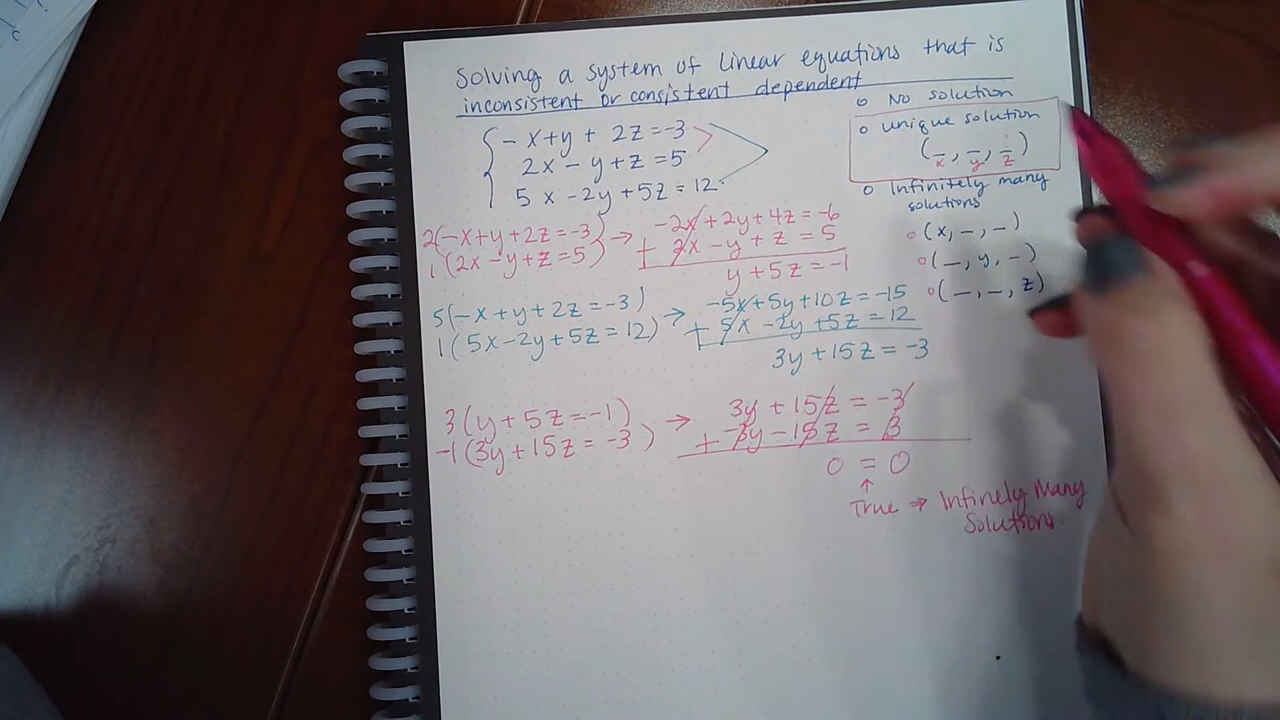 c
Solving a system of linear equations that is
inconsistent or consistent dependent
o No solution
o unique solution
(_, _, _)
x y z
o Infinitely many
solutions
o (x, _, _)
o (_, y, _)
o (_, _, z)
{ -x+y + 2z = -3
2x - y + z = 5
5x - 2y + 5z = 12
2(-x+y+2z=-3) → -2x + 2y + 4z = -6
1(2x-y+z=5) + 2x - y + z = 5
y + 5z = -1
5(-x + y + 2z = -3) → -5x + 5y + 10z = -15
1(5x-2y+5z = 12) + 5x - 2y + 5z = 12
3y + 15z = -3
3(y + 5z = -1) → 3y + 15z = -3
-1(3y+15z = -3) + -3y - 15z = 3
0 = 0
↑
True ⇒ Infinely Many
Solutions.